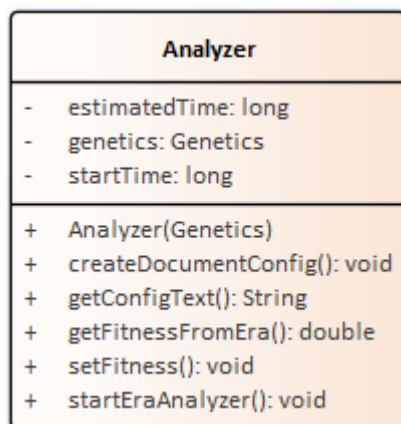 Analyzer
- estimatedTime: long
- genetics: Genetics
- startTime: long
+ Analyzer(Genetics)
+ createDocumentConfig(): void
+ getConfigText(): String
+ getFitnessFromEra(): double
+ setFitness(): void
+ startEraAnalyzer(): void